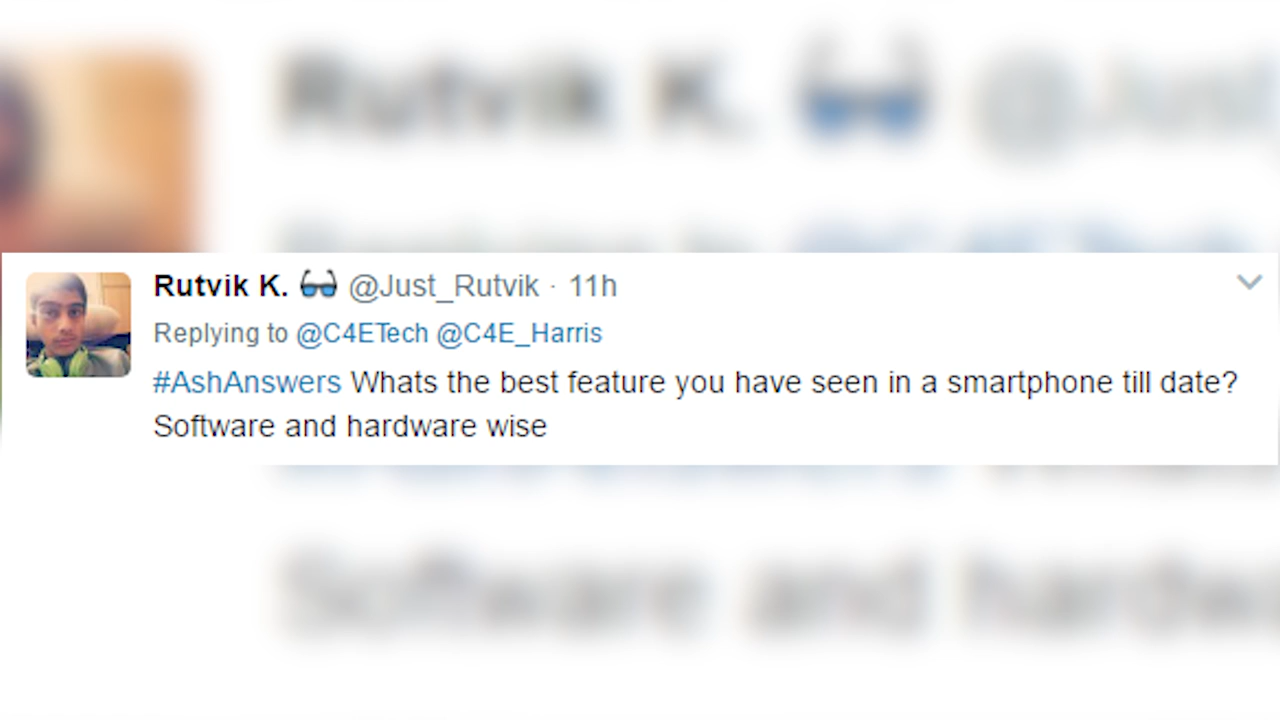 Rutvik K. 👓 @Just_Rutvik · 11h
Replying to @C4ETech @C4E_Harris
#AshAnswers Whats the best feature you have seen in a smartphone till date?
Software and hardware wise